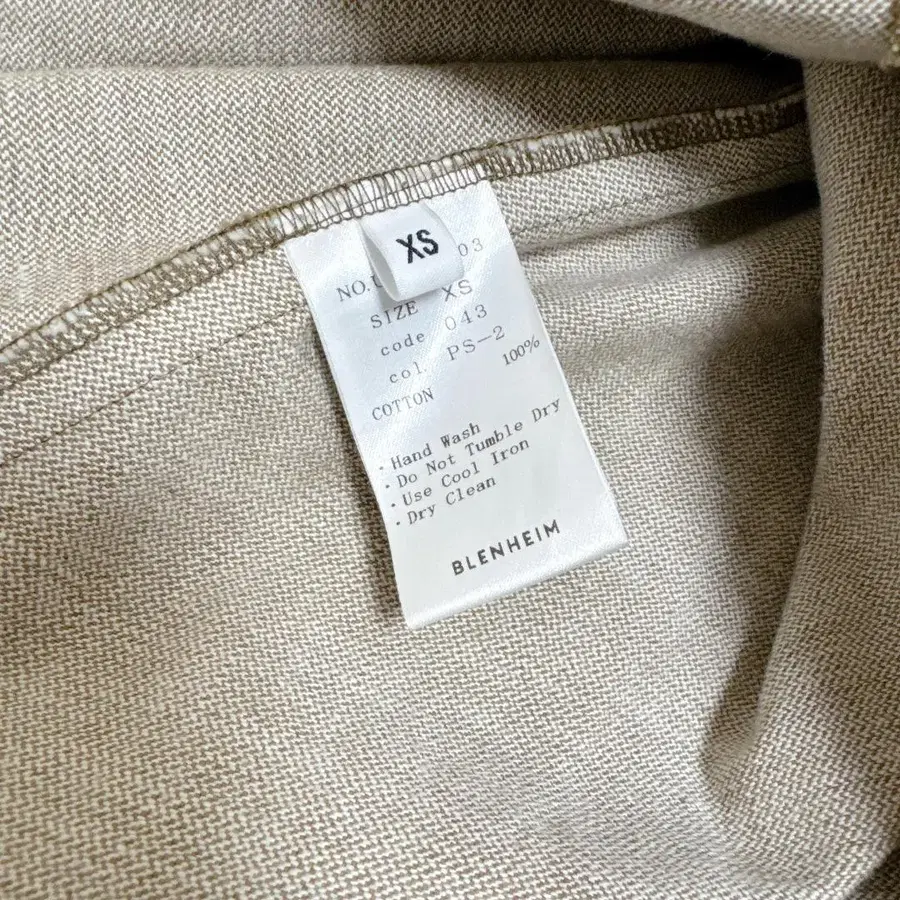 XS
NO. 03
SIZE XS
code 043
col. PS-2
COTTON 100%
· Hand Wash
· Do Not Tumble Dry
· Use Cool Iron
· Dry Clean
BLENHEIM